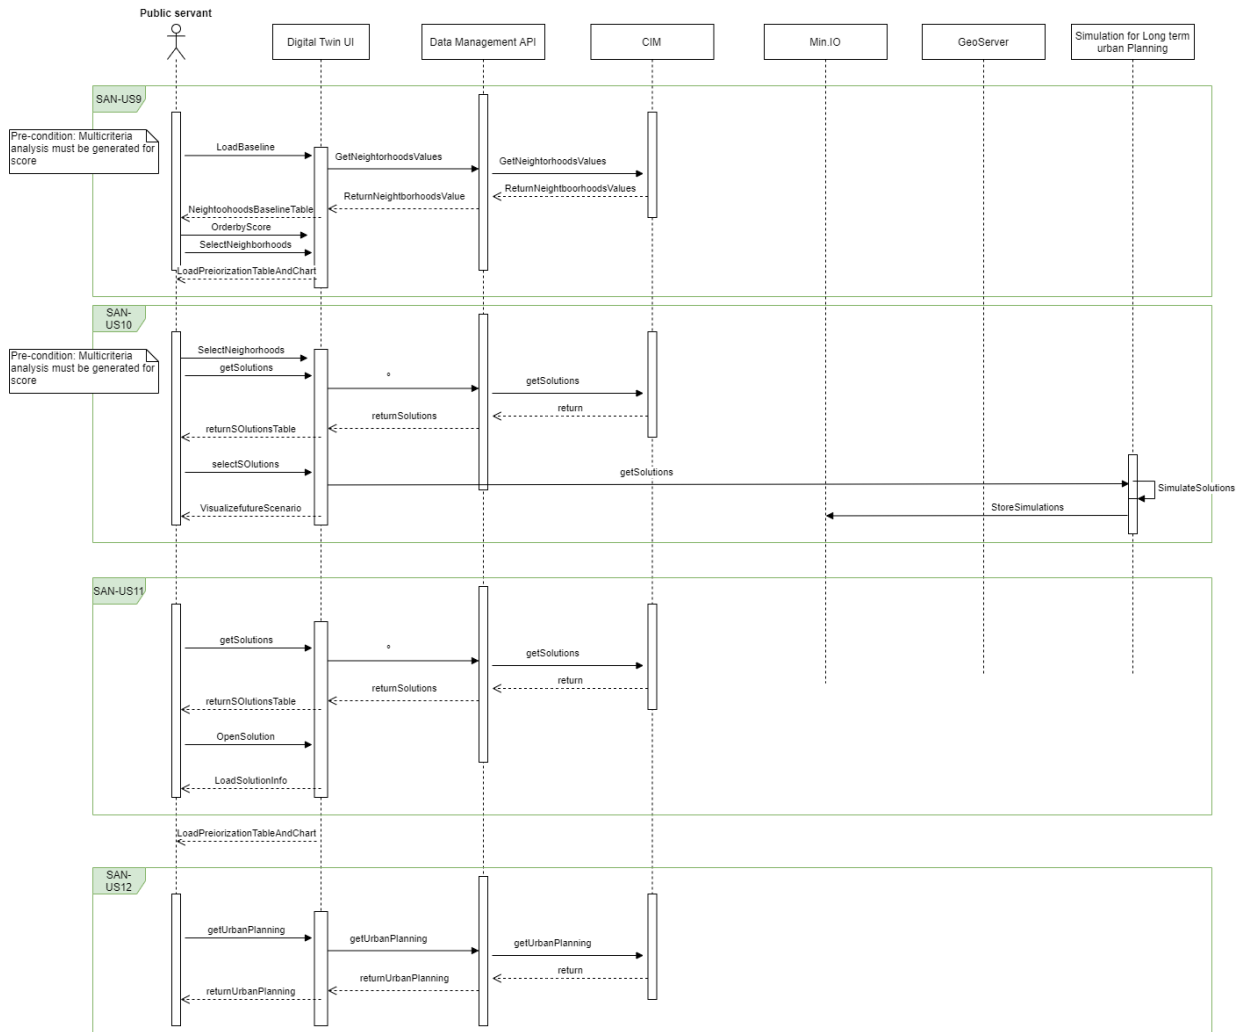 Public servant
Digital Twin UI
Data Management API
CIM
Min.IO
GeoServer
Simulation for Long term
urban Planning
SAN-US9
Pre-condition: Multicriteria
analysis must be generated for
score
LoadBaseline
GetNeightorhoodsValues
GetNeightorhoodsValues
ReturnNeightboorhoodsValues
ReturnNeightborhoodsValue
NeightoohoodsBaselineTable
OrderbyScore
SelectNeighborhoods
LoadPreiorizationTableAndChart
SAN-
US10
Pre-condition: Multicriteria
analysis must be generated for
score
SelectNeighorhoods
getSolutions
getSolutions
return
returnSolutions
returnSOlutionsTable
selectSOlutions
getSolutions
SimulateSolutions
StoreSimulations
VisualizefutureScenario
SAN-US11
getSolutions
getSolutions
return
returnSolutions
returnSOlutionsTable
OpenSolution
LoadSolutionInfo
LoadPreiorizationTableAndChart
SAN-
US12
getUrbanPlanning
getUrbanPlanning
getUrbanPlanning
return
returnUrbanPlanning
returnUrbanPlanning